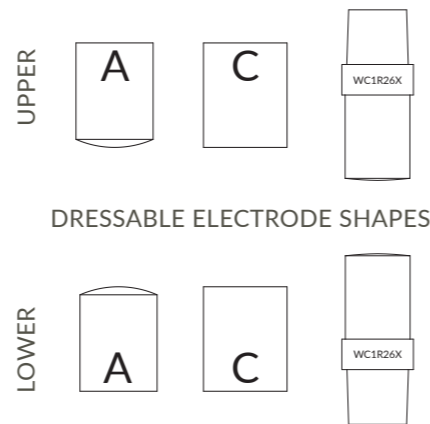 UPPER
A
C
WC1R26X
DRESSABLE ELECTRODE SHAPES
LOWER
A
C
WC1R26X